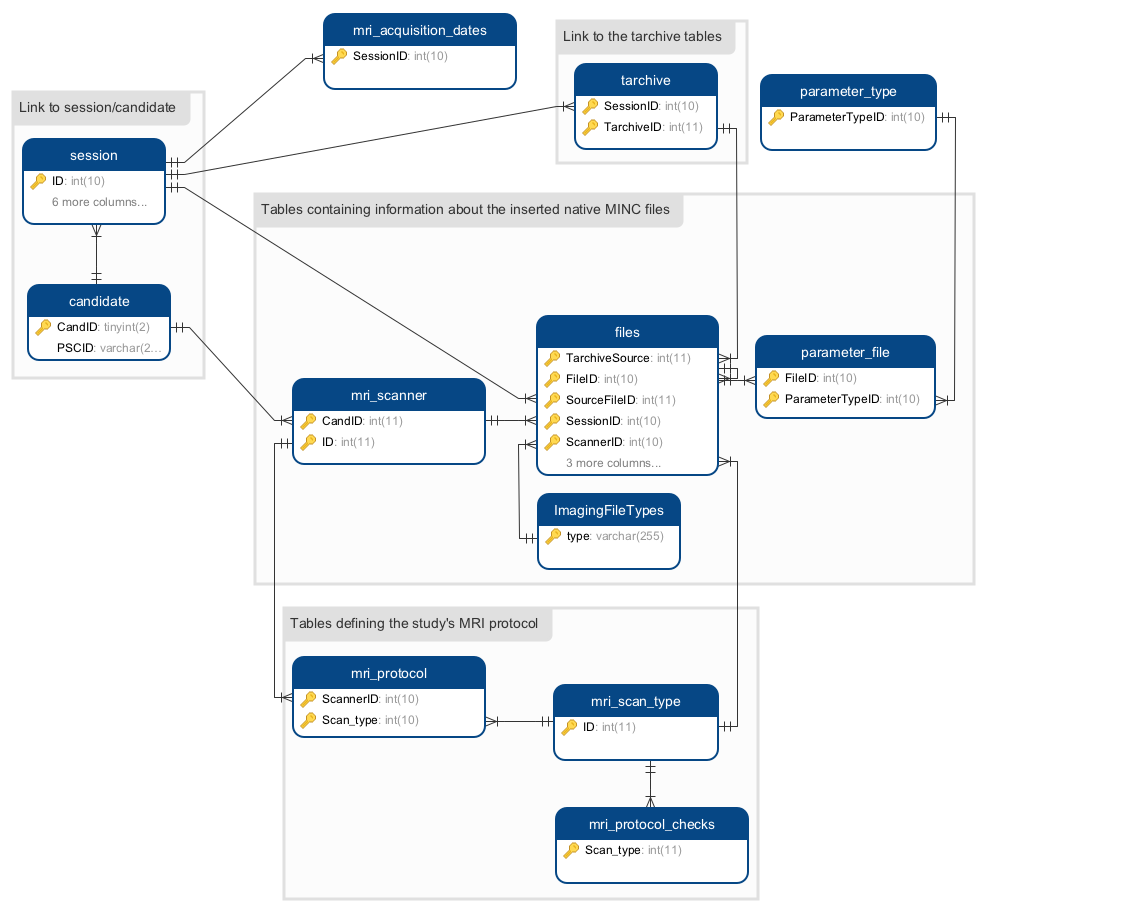 mri_acquisition_dates
SessionID: int(10)
Link to the tarchive tables
tarchive
SessionID: int(10)
TarchiveID: int(11)
parameter_type
ParameterTypeID: int(10)
Link to session/candidate
session
ID: int(10)
6 more columns...
candidate
CandID: tinyint(2)
PSCID: varchar(2...
Tables containing information about the inserted native MINC files
files
TarchiveSource: int(11)
FileID: int(10)
SourceFileID: int(11)
SessionID: int(10)
ScannerID: int(10)
3 more columns...
parameter_file
FileID: int(10)
ParameterTypeID: int(10)
mri_scanner
CandID: int(11)
ID: int(11)
ImagingFileTypes
type: varchar(255)
Tables defining the study's MRI protocol
mri_protocol
ScannerID: int(10)
Scan_type: int(10)
mri_scan_type
ID: int(11)
mri_protocol_checks
Scan_type: int(11)